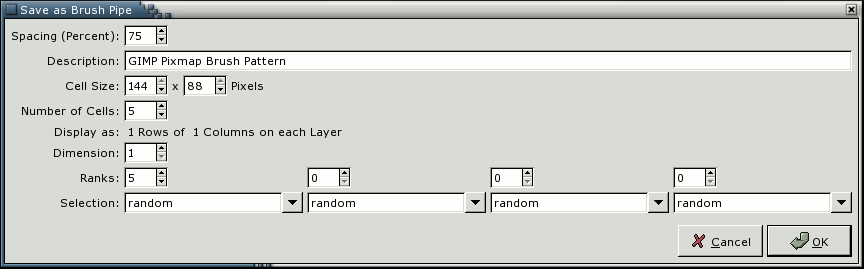 Save as Brush Pipe
Spacing (Percent): 75
Description: GIMP Pixmap Brush Pattern
Cell Size: 144 x 88 Pixels
Number of Cells: 5
Display as: 1 Rows of 1 Columns on each Layer
Dimension: 1
Ranks: 5 0 0 0
Selection: random random random random
Cancel OK